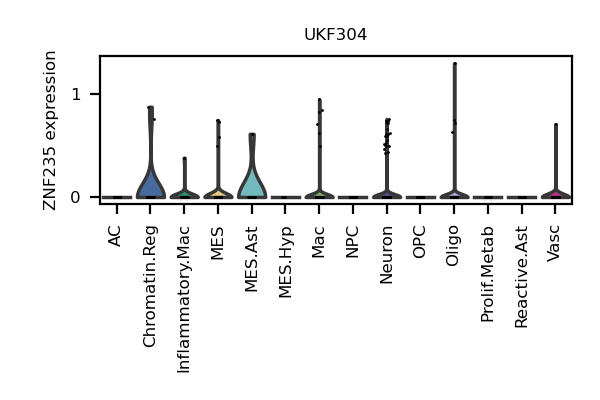 UKF304
ZNF235 expression
1
0
AC
Chromatin.Reg
Inflammatory.Mac
MES
MES.Ast
MES.Hyp
Mac
NPC
Neuron
OPC
Oligo
Prolif.Metab
Reactive.Ast
Vasc